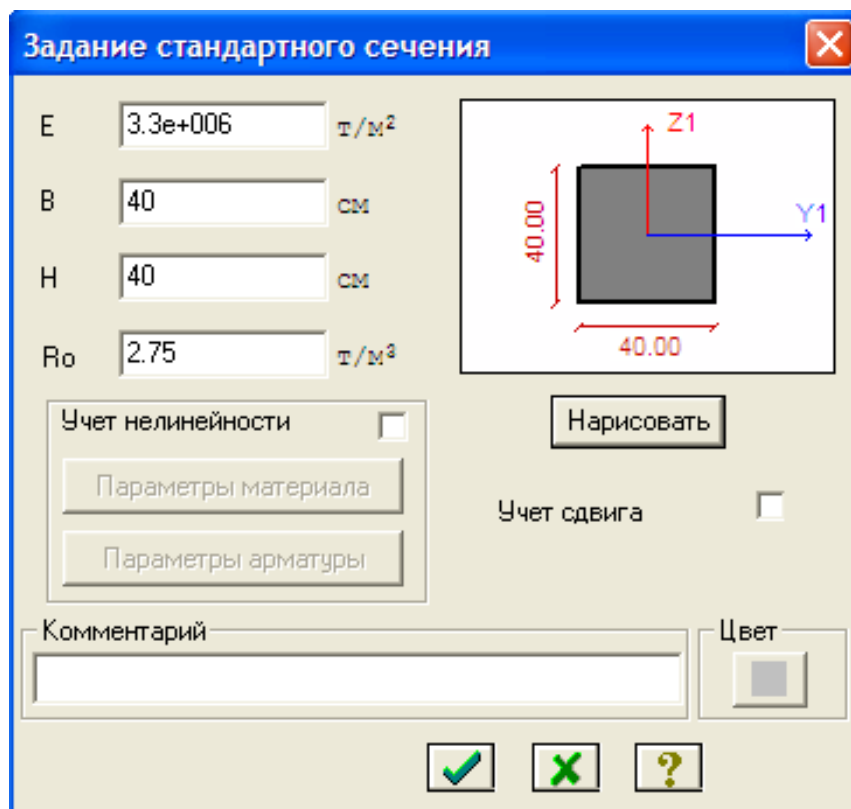 Задание стандартного сечения
E 3.3e+006 т/м²
B 40 см
H 40 см
Ro 2.75 т/м³
Z1
Y1
40.00
40.00
Учет нелинейности
Параметры материала
Параметры арматуры
Нарисовать
Учет сдвига
Комментарий
Цвет
?